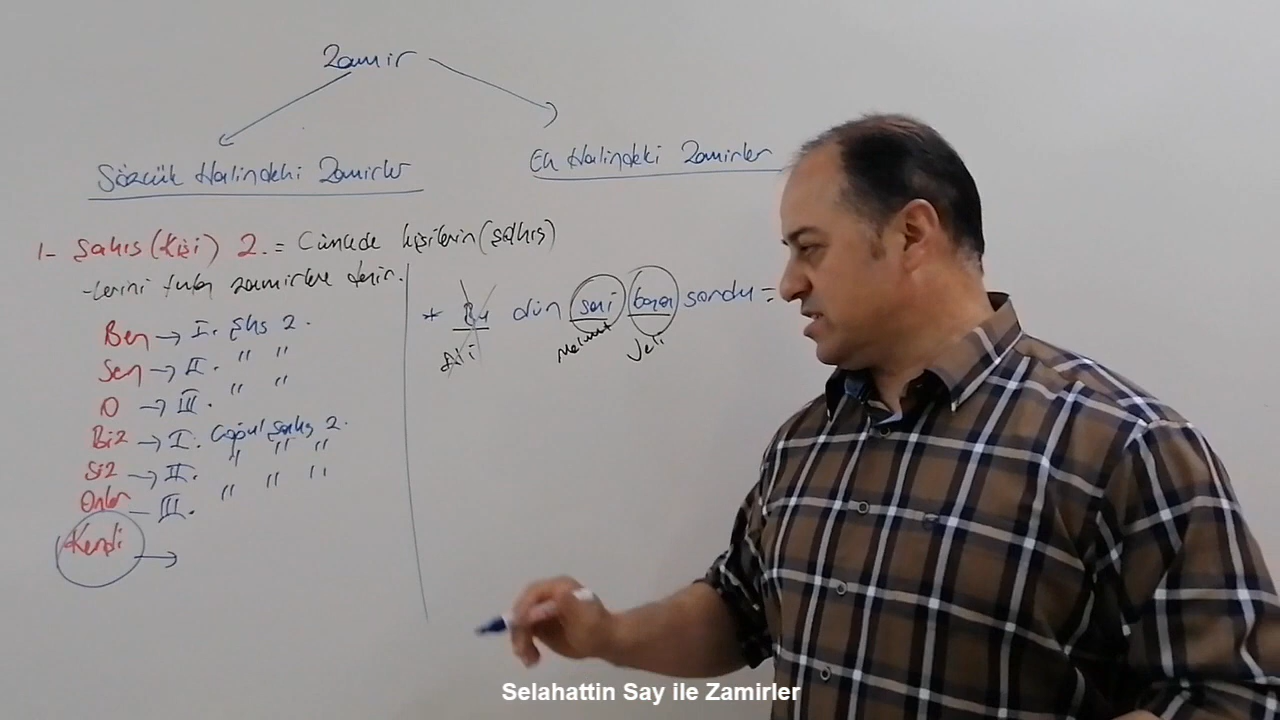 Zamir
Sözcük Halindeki Zamirler
Ek Halindeki Zamirler
1- Şahıs (Kişi) Z. = Cümlede kişilerin (şahıs)
-lerini tutan zamirlere denir.
Ben → I. Şhs Z.
Sen → II. " "
O → III. " "
Biz → I. Çoğul Şahıs Z.
Siz → II. " " "
Onlar - III. " " "
Kendi →
* dün seni bana sordu =
Ali Mehmet Veli
Selahattin Say ile Zamirler